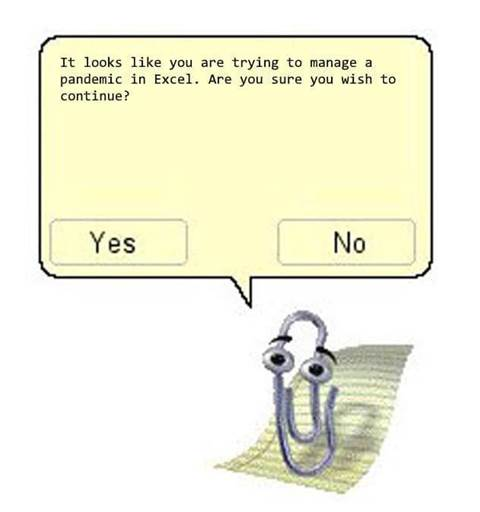 It looks like you are trying to manage a
pandemic in Excel. Are you sure you wish to
continue?
Yes
No